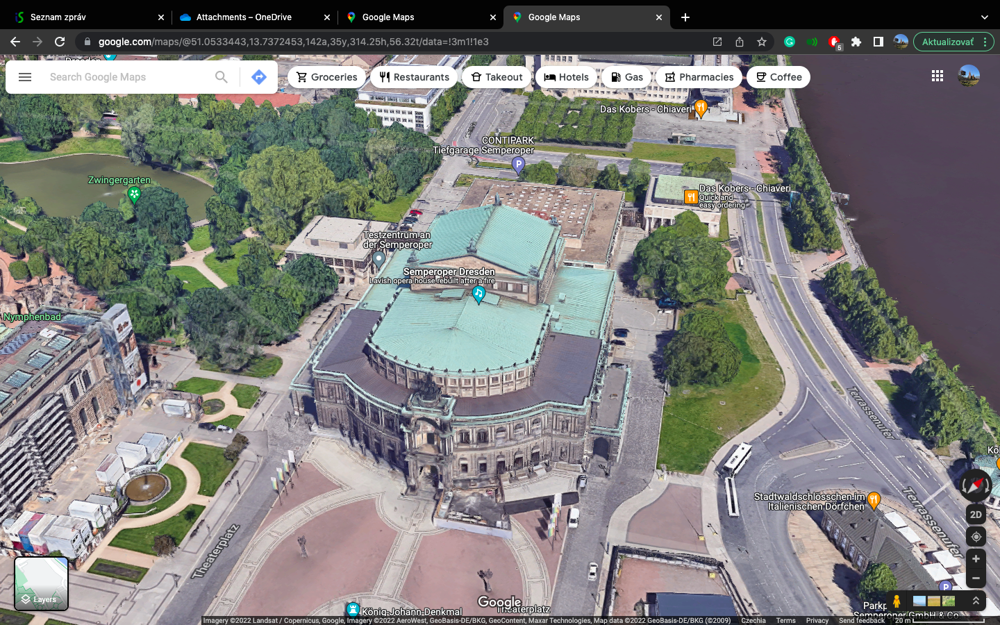 Seznam zpráv
Attachments – OneDrive
Google Maps
Google Maps
google.com/maps/@51.0533443,13.7372453,142a,35y,314.25h,56.32t/data=!3m1!1e3
5
Aktualizovať
Dresden
Search Google Maps
Groceries
Restaurants
Takeout
Hotels
Gas
Pharmacies
Coffee
Das Kobers - Chiaveri
CONTIPARK
Tiefgarage Semperoper
P
Zwingergarten
Das Kobers - Chiaveri
Quick and
easy ordering
Testzentrum an
der Semperoper
Semperoper Dresden
Lavish opera house rebuilt after a fire
Nymphenbad
Terrassenufer
Stadtwaldschlösschen im
Italienischen Dörfchen
Terrassenufer
2D
Theaterplatz
Layers
Google
Theaterplatz
König-Johann-Denkmal
P
Semperoper GmbH & Co.
Imagery ©2022 Landsat / Copernicus, Google, Imagery ©2022 AeroWest, GeoBasis-DE/BKG, GeoContent, Maxar Technologies, Map data ©2022 GeoBasis-DE/BKG (©2009)
Czechia
Terms
Privacy
Send feedback
20 m